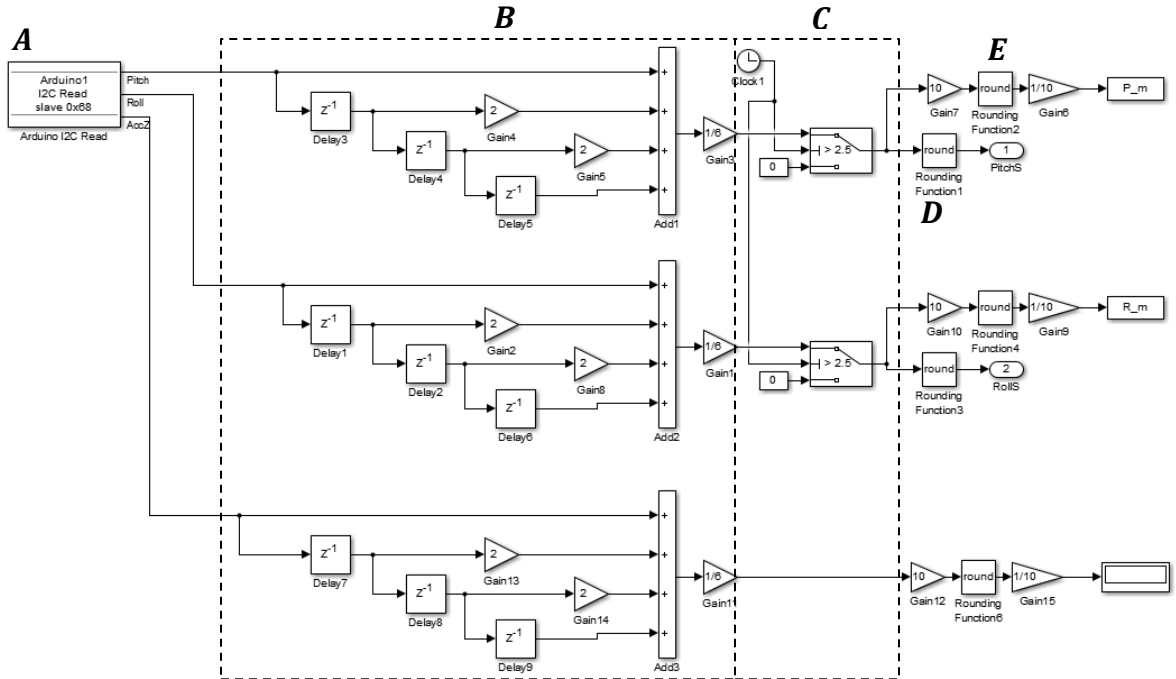 A
B
C
D
E
Arduino1
I2C Read
slave 0x68
Arduino I2C Read
Pitch
Roll
AccZ
z-1
Delay3
z-1
Delay4
z-1
Delay5
2
Gain4
2
Gain5
+
+
+
+
Add1
1/6
Gain3
Clock1
> 2.5
0
10
Gain7
round
Rounding
Function2
1/10
Gain6
P_m
round
Rounding
Function1
1
PitchS
z-1
Delay1
z-1
Delay2
z-1
Delay6
2
Gain2
2
Gain8
+
+
+
+
Add2
1/6
Gain1
> 2.5
0
10
Gain10
round
Rounding
Function4
1/10
Gain9
R_m
round
Rounding
Function3
2
RollS
z-1
Delay7
z-1
Delay8
z-1
Delay9
2
Gain13
2
Gain14
+
+
+
+
Add3
1/6
Gain11
10
Gain12
round
Rounding
Function6
1/10
Gain15